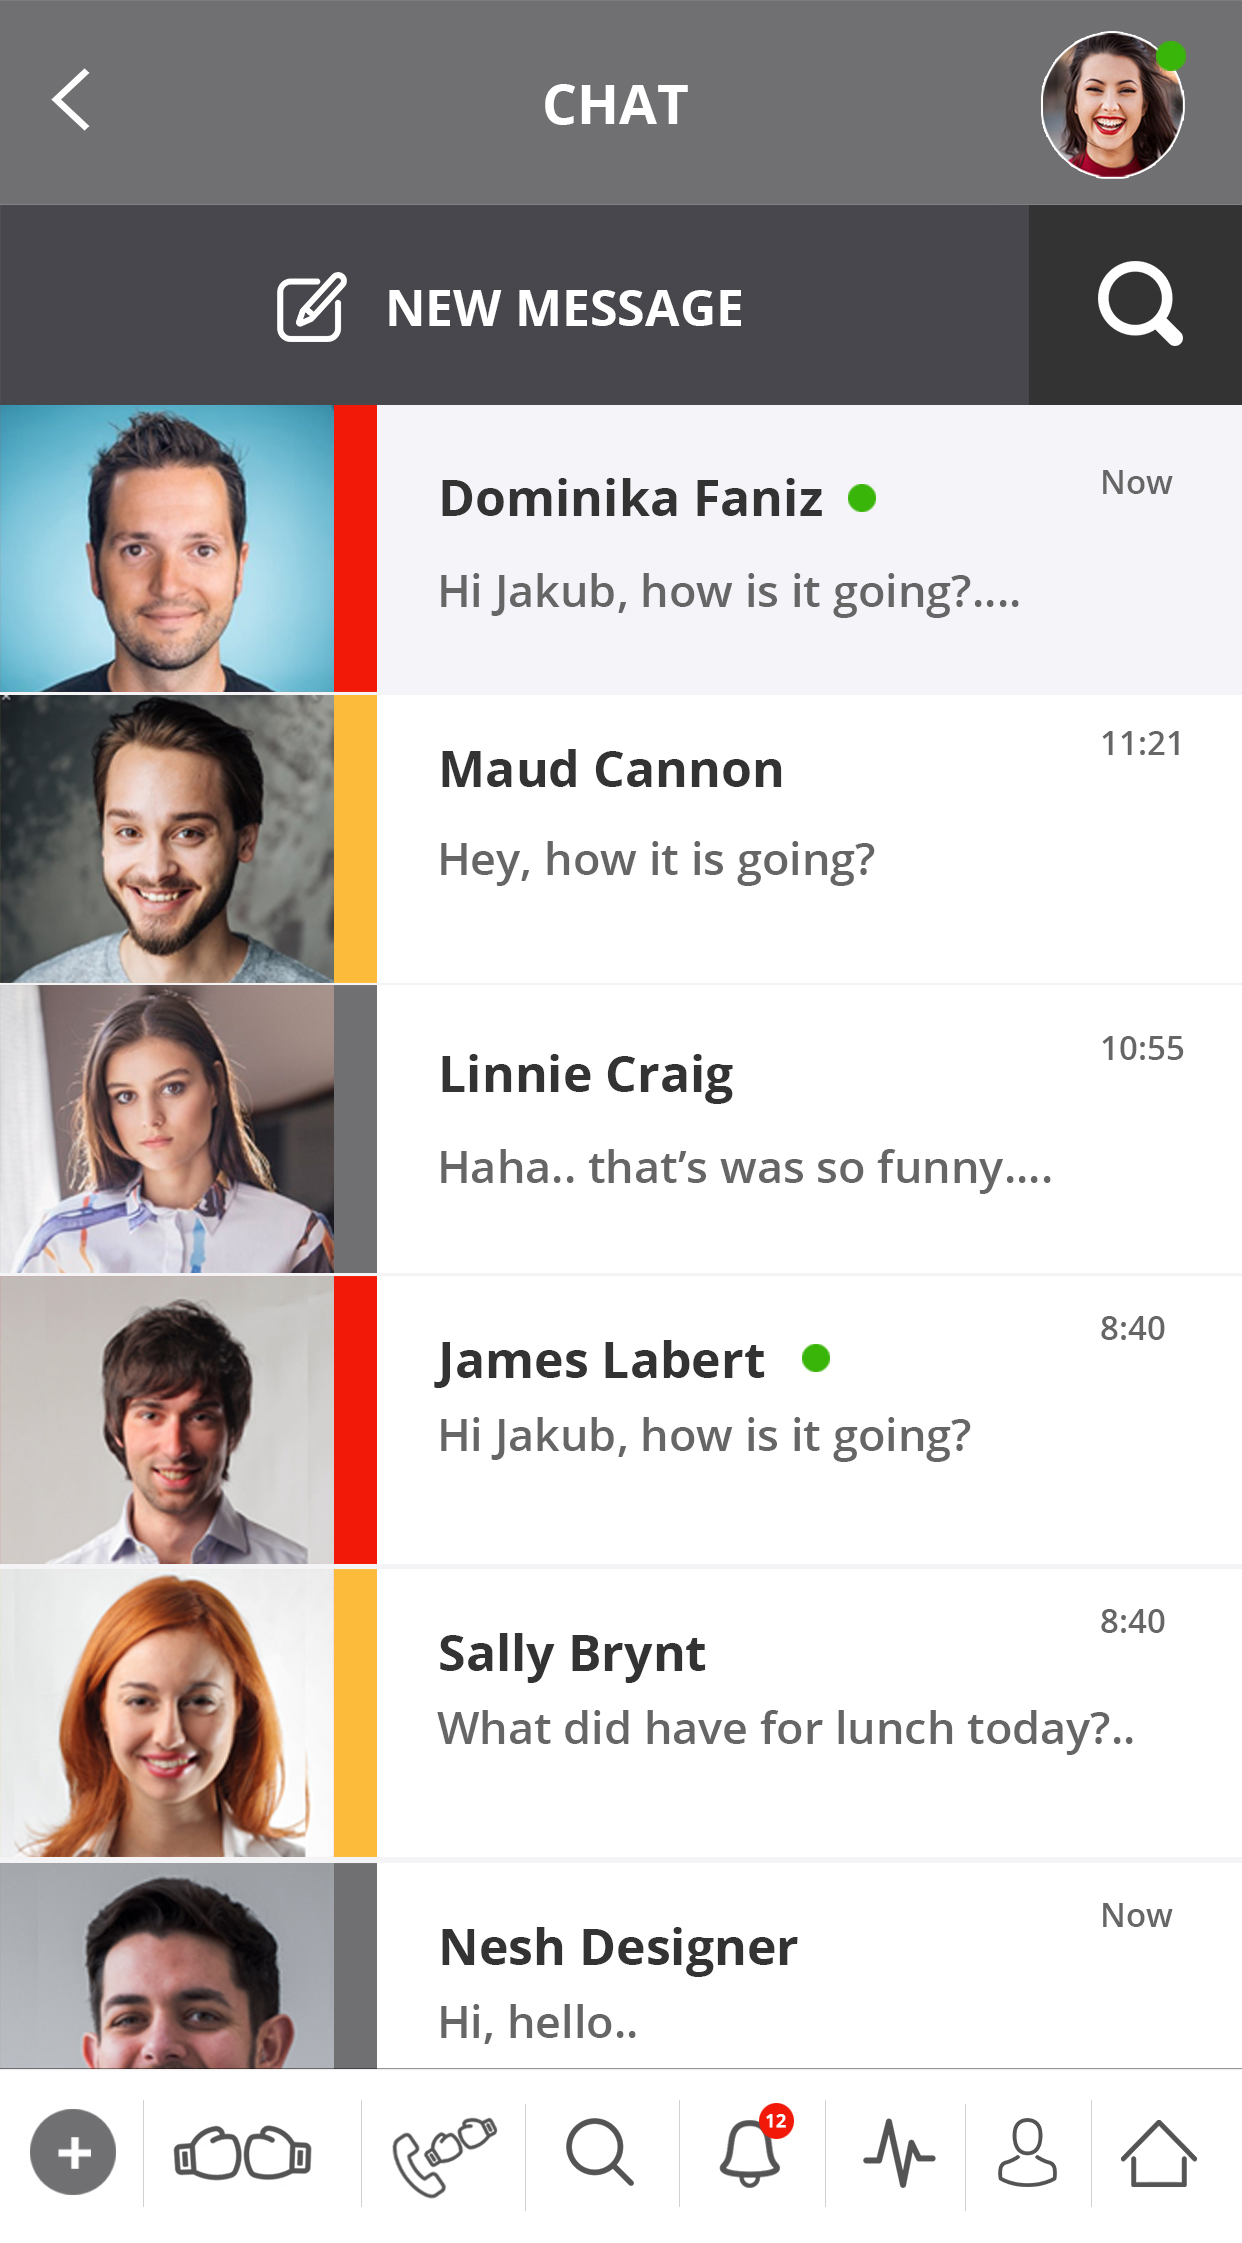 CHAT
NEW MESSAGE
Dominika Faniz
Now
Hi Jakub, how is it going?....
Maud Cannon
11:21
Hey, how it is going?
Linnie Craig
10:55
Haha.. that’s was so funny....
James Labert
8:40
Hi Jakub, how is it going?
Sally Brynt
8:40
What did have for lunch today?..
Nesh Designer
Now
Hi, hello..
12